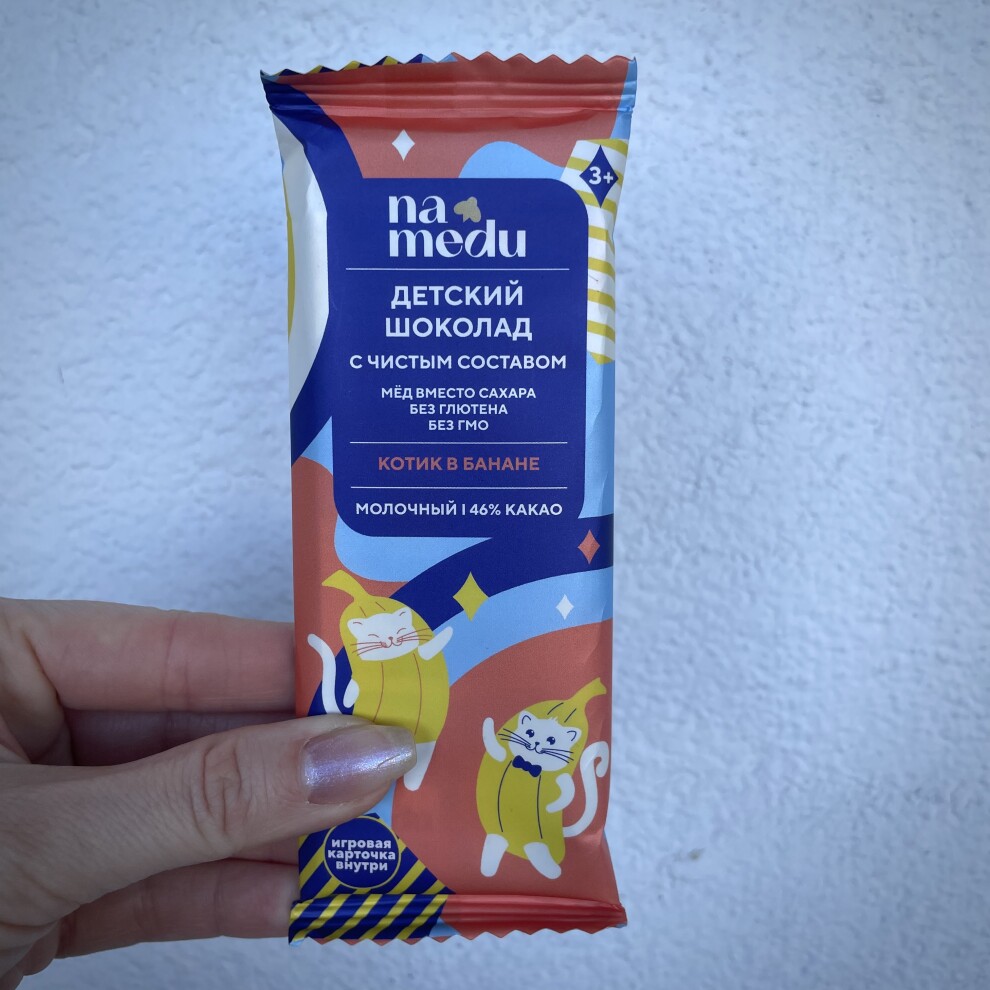 3+
na
medu
ДЕТСКИЙ
ШОКОЛАД
С ЧИСТЫМ СОСТАВОМ
МЁД ВМЕСТО САХАРА
БЕЗ ГЛЮТЕНА
БЕЗ ГМО
КОТИК В БАНАНЕ
МОЛОЧНЫЙ | 46% КАКАО
игровая
карточка
внутри